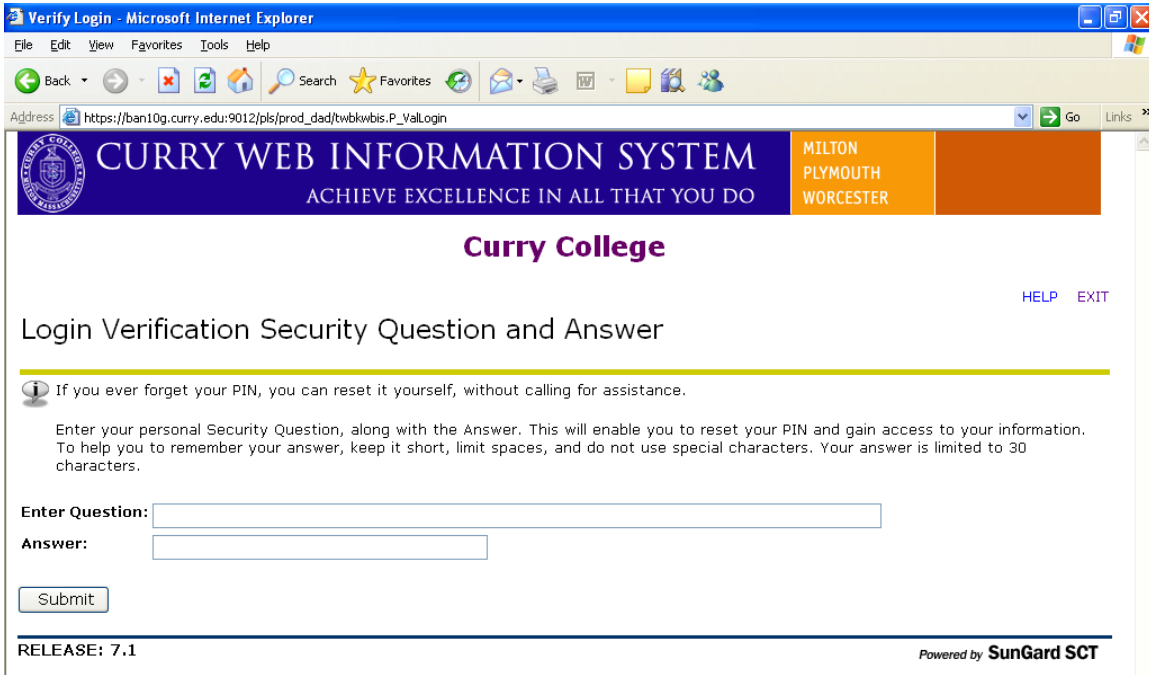 Verify Login - Microsoft Internet Explorer
File Edit View Favorites Tools Help
Back Search Favorites
Address https://ban10g.curry.edu:9012/pls/prod_dad/twbkwbis.P_ValLogin Go Links »
CURRY WEB INFORMATION SYSTEM
ACHIEVE EXCELLENCE IN ALL THAT YOU DO
MILTON
PLYMOUTH
WORCESTER
Curry College
HELP EXIT
Login Verification Security Question and Answer
If you ever forget your PIN, you can reset it yourself, without calling for assistance.
Enter your personal Security Question, along with the Answer. This will enable you to reset your PIN and gain access to your information.
To help you to remember your answer, keep it short, limit spaces, and do not use special characters. Your answer is limited to 30
characters.
Enter Question:
Answer:
Submit
RELEASE: 7.1
Powered by SunGard SCT